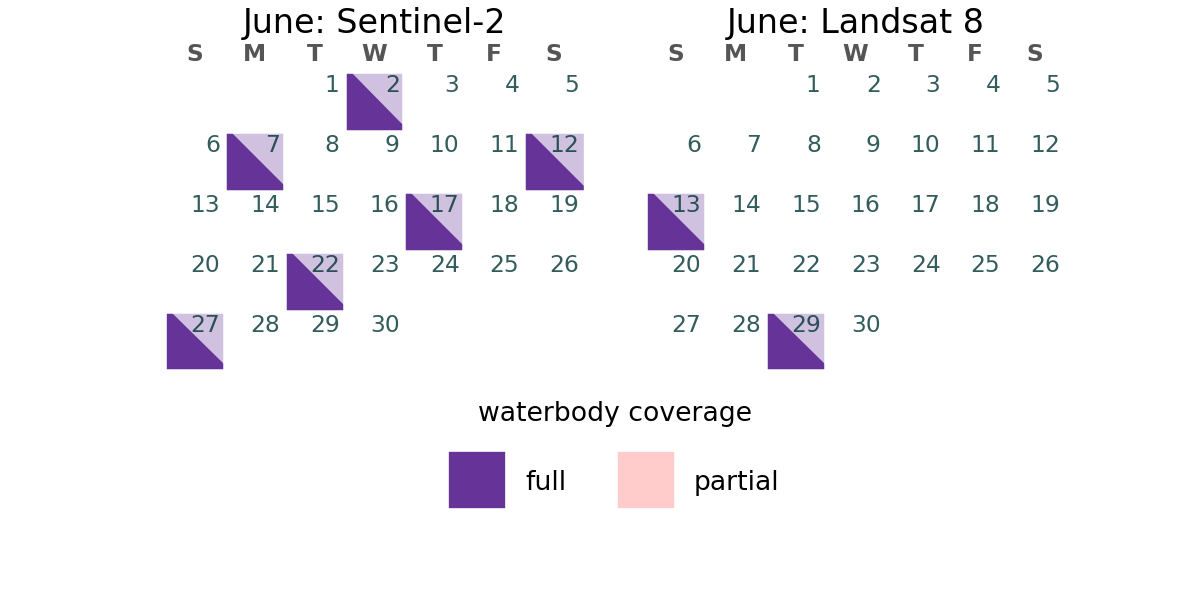 June: Sentinel-2
S M T W T F S
1 2 3 4 5
6 7 8 9 10 11 12
13 14 15 16 17 18 19
20 21 22 23 24 25 26
27 28 29 30
June: Landsat 8
S M T W T F S
1 2 3 4 5
6 7 8 9 10 11 12
13 14 15 16 17 18 19
20 21 22 23 24 25 26
27 28 29 30
waterbody coverage
full partial